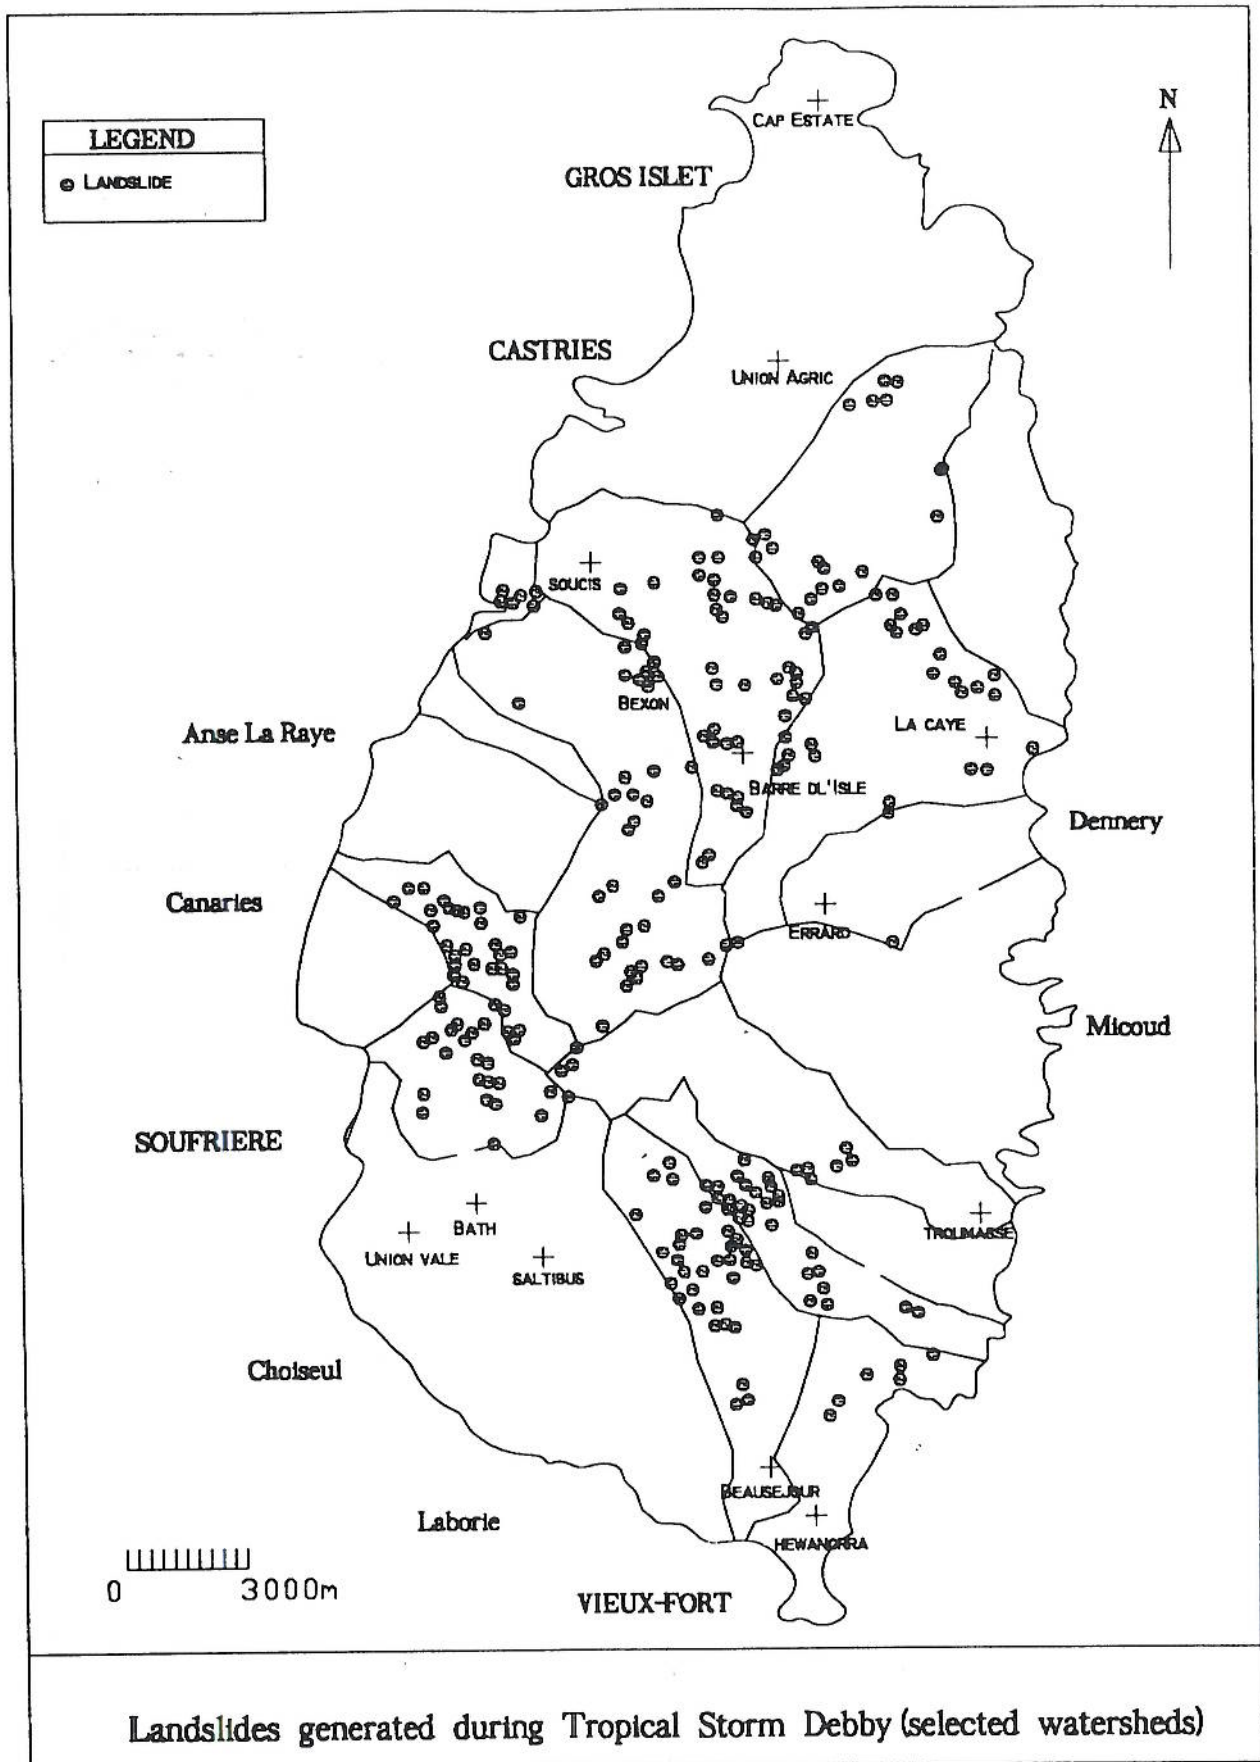 N
CAP ESTATE
LEGEND
LANDSLIDE
GROS ISLET
CASTRIES
UNION AGRIC
SOUCIS
BEXON
LA CAYE
Anse La Raye
BARRE DL'ISLE
Dennery
Canaries
ERRARD
Micoud
SOUFRIERE
BATH
TROUMASSE
UNION VALE
SALTIBUS
Choiseul
BEAUSEJOUR
Laborie
HEWANORRA
0 3000m
VIEUX-FORT
Landslides generated during Tropical Storm Debby (selected watersheds)